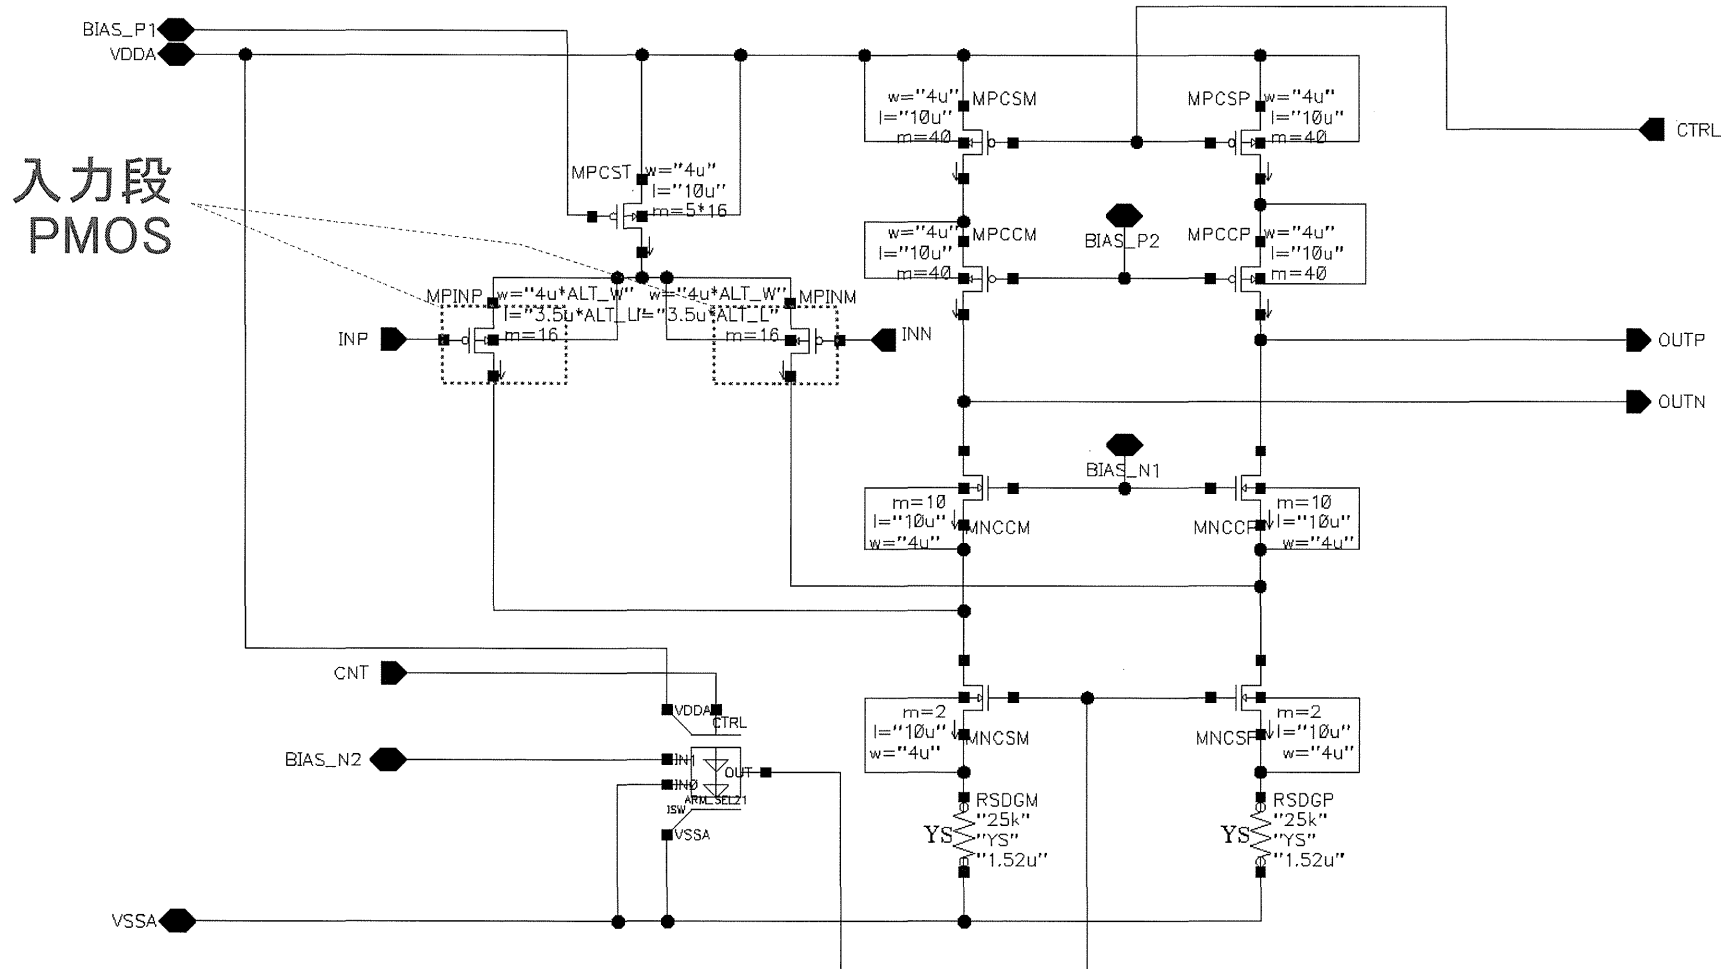 BIAS_P1
VDDA
入力段
PMOS
MPCST
w="4u"
l="10u"
m=5*16
MPINP
w="4u*ALT_W"
l="3.5u*ALT_L"
m=16
INP
w="4u*ALT_W"
l="3.5u*ALT_L"
m=16
MPINM
INN
w="4u"
l="10u"
m=40
MPCSM
MPCSP
w="4u"
l="10u"
m=40
CTRL
w="4u"
l="10u"
m=40
MPCCM
BIAS_P2
MPCCP
w="4u"
l="10u"
m=40
OUTP
OUTN
BIAS_N1
m=10
l="10u"
w="4u"
MNCCM
MNCCP
m=10
l="10u"
w="4u"
CNT
VDDA
CTRL
BIAS_N2
IN1
IN0
OUT
ARM_SEL21
ISW
VSSA
m=2
l="10u"
w="4u"
MNCSM
MNCSP
m=2
l="10u"
w="4u"
YS
RSDGM
"25k"
"YS"
"1.52u"
YS
RSDGP
"25k"
"YS"
"1.52u"
VSSA